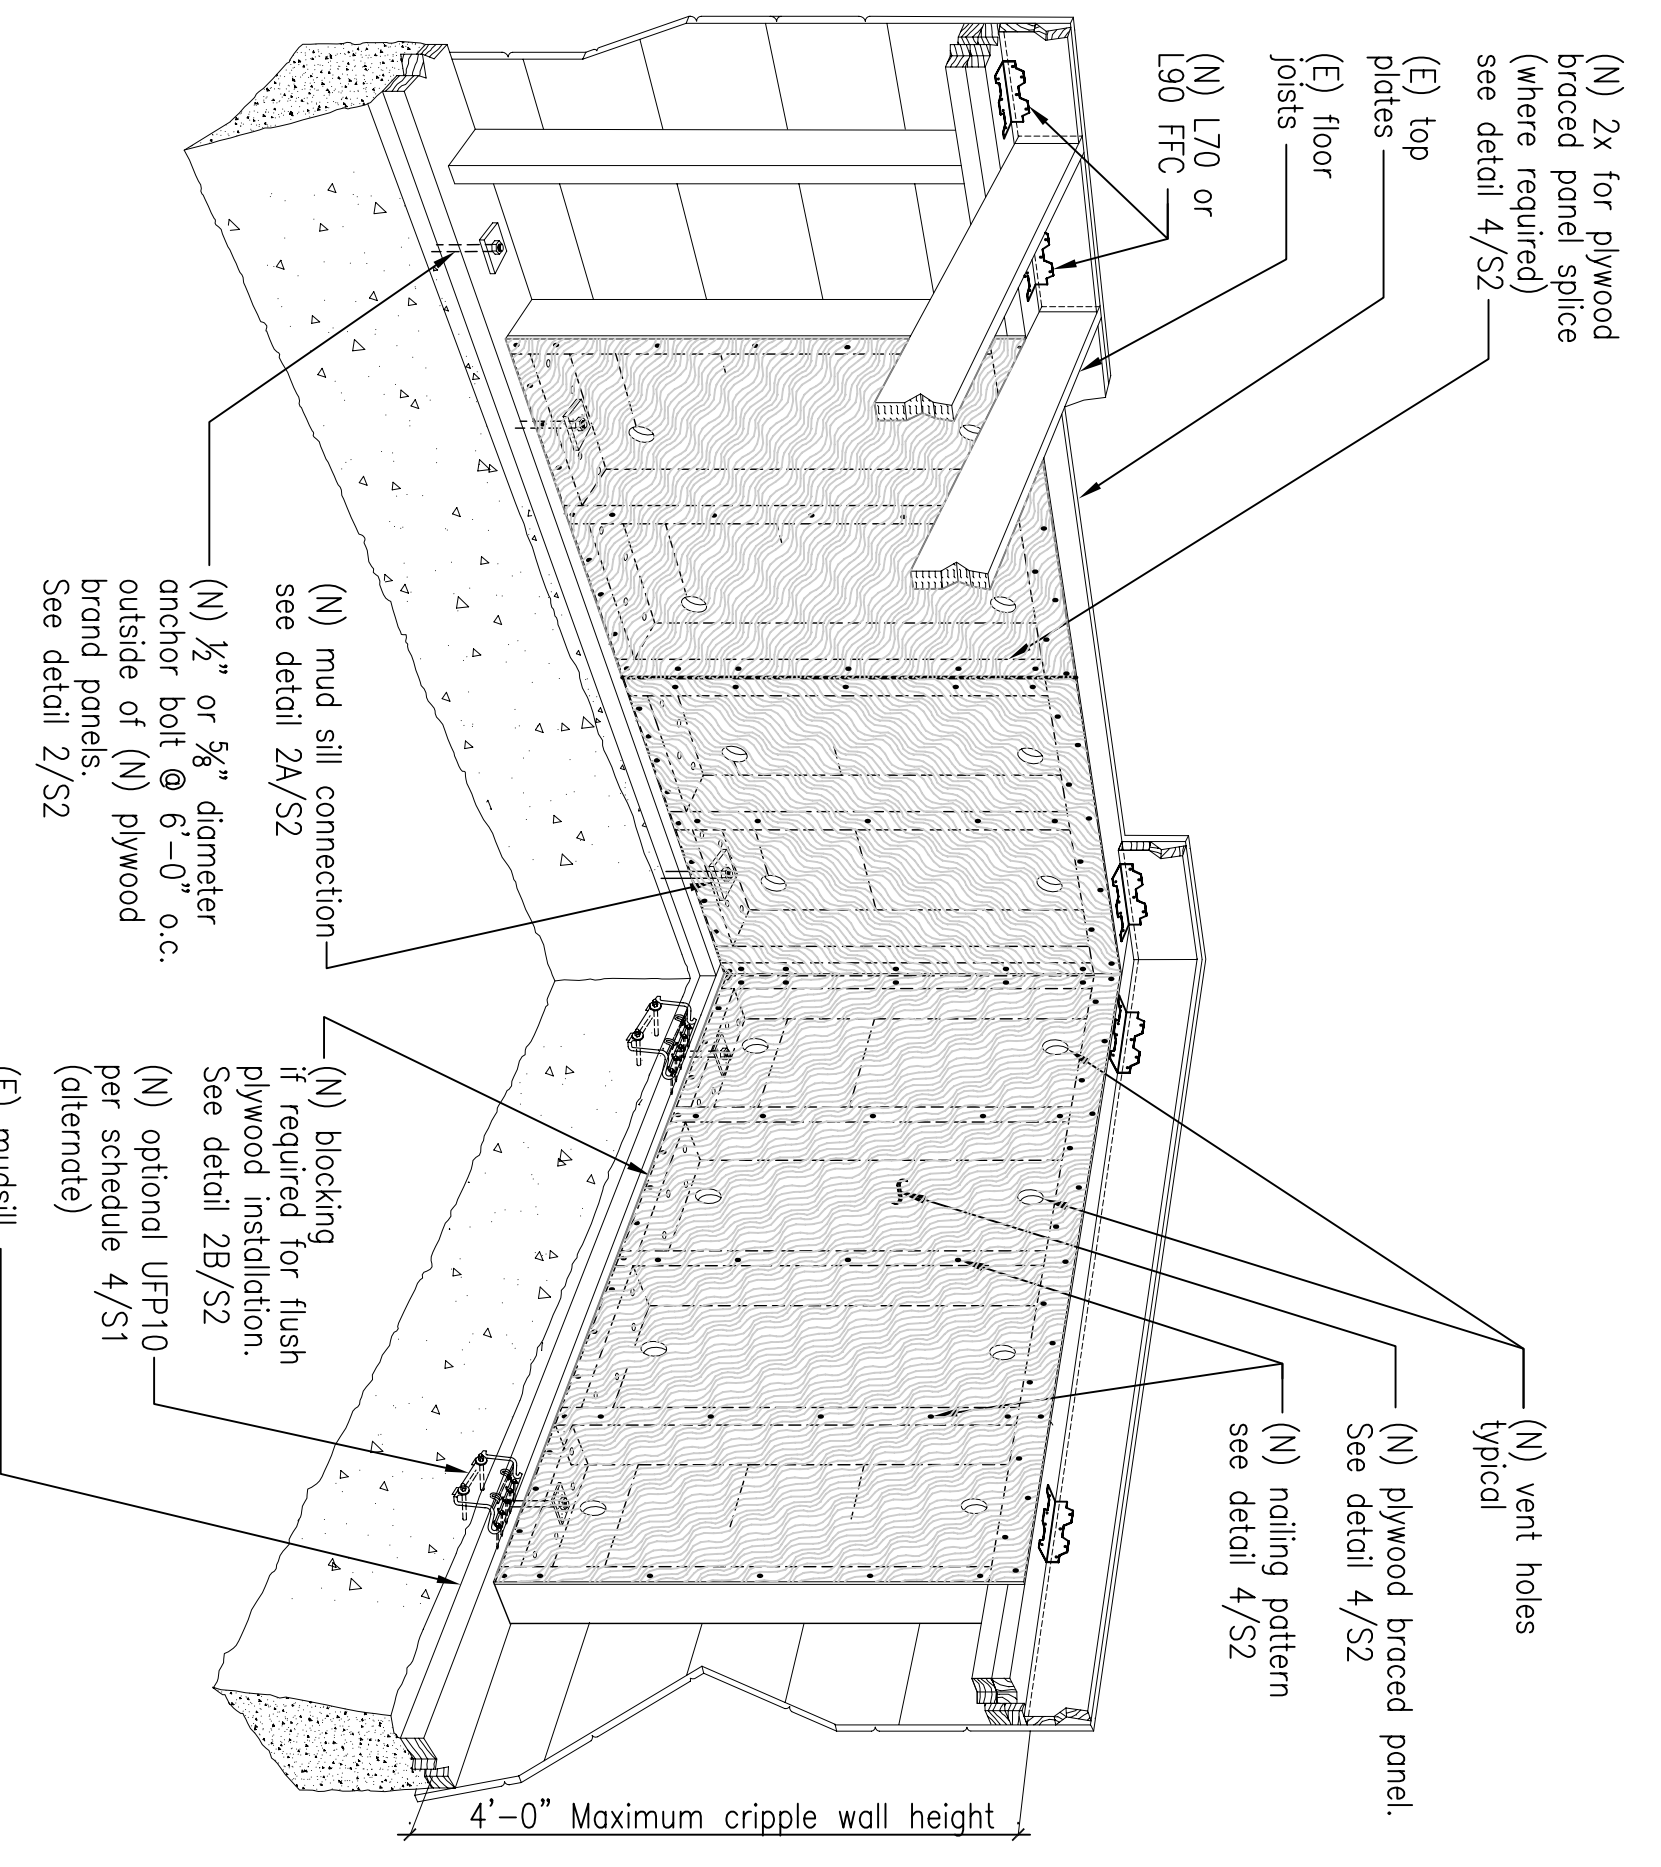 (N) 2x for plywood
braced panel splice
(where required)
see detail 4/S2
(E) top
plates
(E) floor
joists
(N) L70 or
L90 FFC
(N) vent holes
typical
(N) plywood braced panel.
See detail 4/S2
(N) nailing pattern
see detail 4/S2
(N) mud sill connection
see detail 2A/S2
(N) ½" or ⅝" diameter
anchor bolt @ 6'-0" o.c.
outside of (N) plywood
brand panels.
See detail 2/S2
(N) blocking
if required for flush
plywood installation.
See detail 2B/S2
(N) optional UFP10
per schedule 4/S1
(alternate)
(E) mudsill
4'-0" Maximum cripple wall height